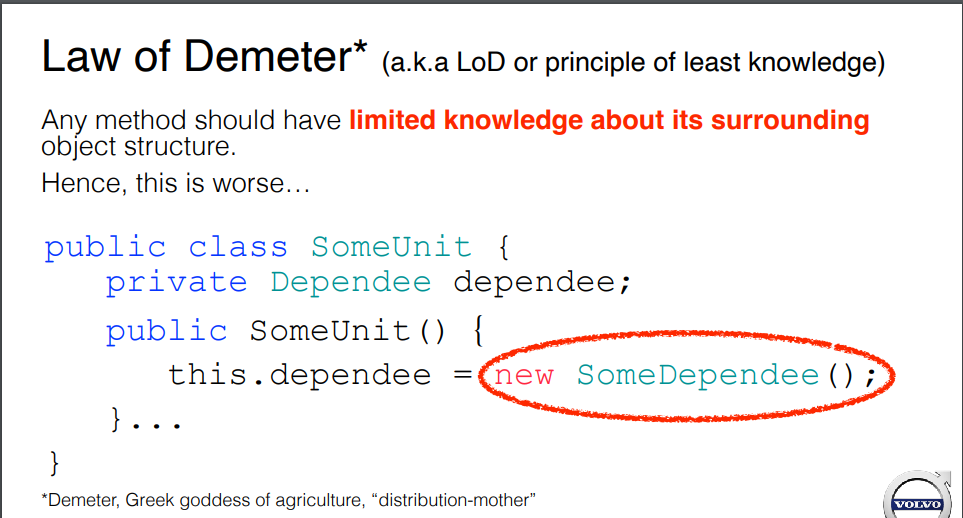 Law of Demeter* (a.k.a LoD or principle of least knowledge)
Any method should have limited knowledge about its surrounding
object structure.
Hence, this is worse…
public class SomeUnit {
private Dependee dependee;
public SomeUnit() {
this.dependee = new SomeDependee();
}...
}
*Demeter, Greek goddess of agriculture, “distribution-mother”
VOLVO